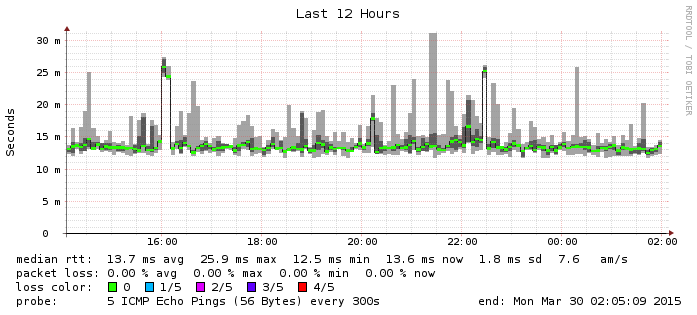 Last 12 Hours
RRDTOOL / TOBI OETIKER
Seconds
30 m
25 m
20 m
15 m
10 m
5 m
0
16:00 18:00 20:00 22:00 00:00 02:00
median rtt: 13.7 ms avg 25.9 ms max 12.5 ms min 13.6 ms now 1.8 ms sd 7.6 am/s
packet loss: 0.00 % avg 0.00 % max 0.00 % min 0.00 % now
loss color: 0 1/5 2/5 3/5 4/5
probe: 5 ICMP Echo Pings (56 Bytes) every 300s end: Mon Mar 30 02:05:09 2015